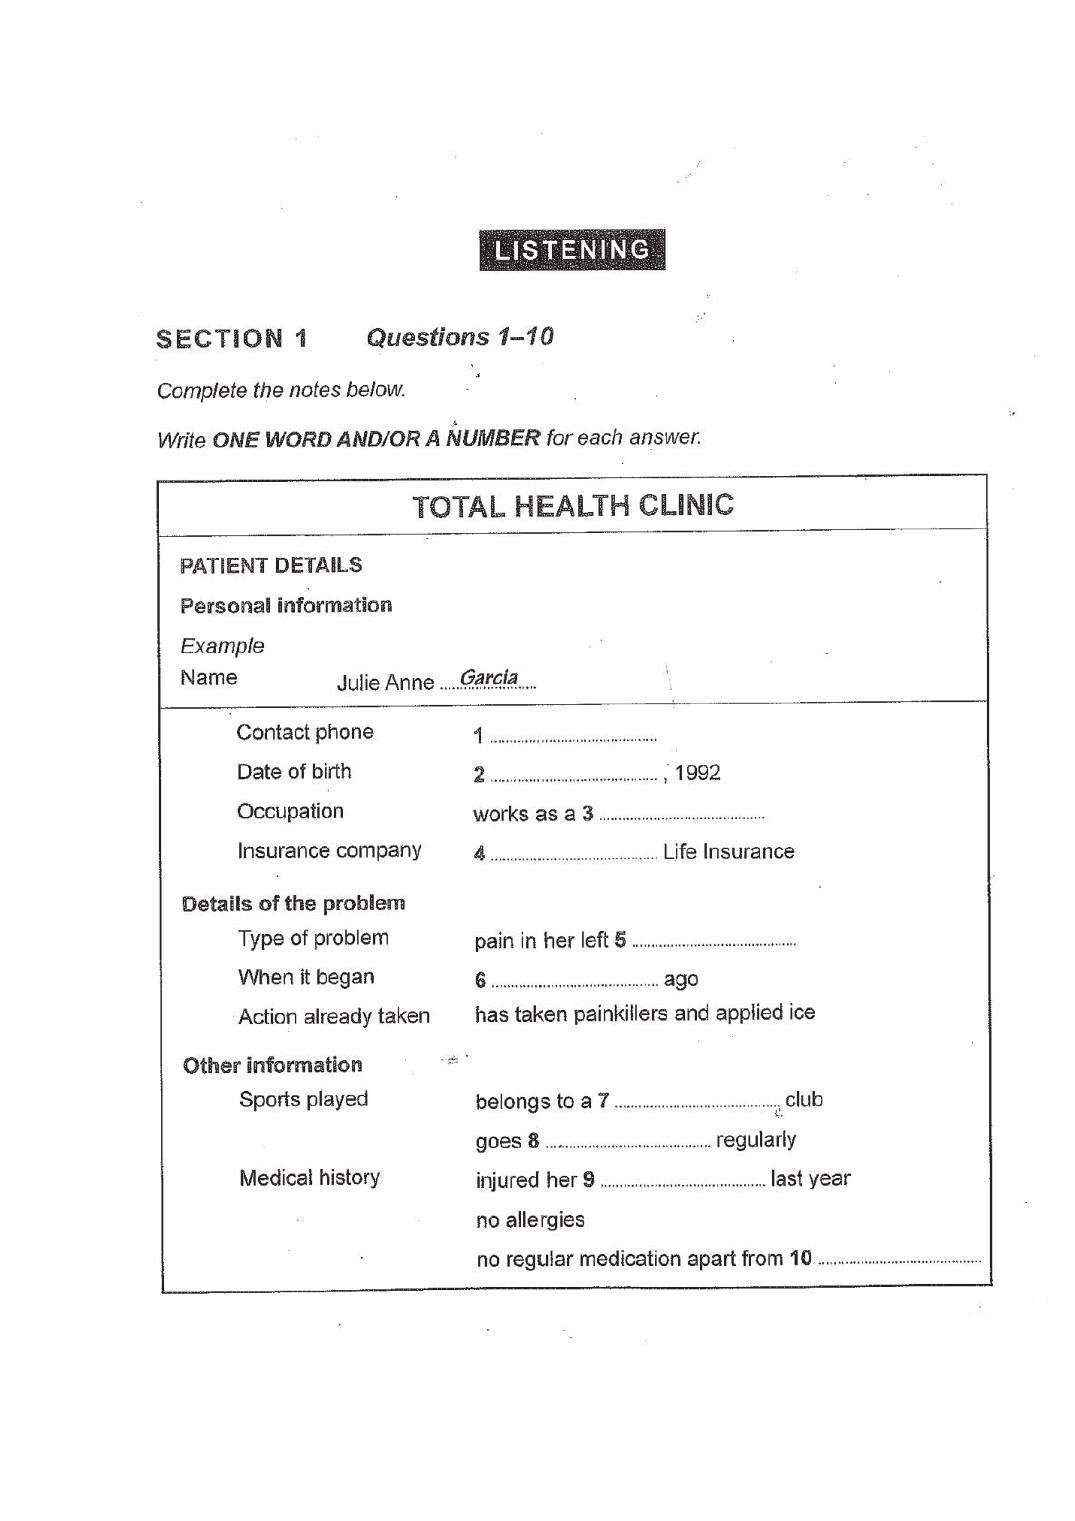 LISTENING
SECTION 1 Questions 1–10
Complete the notes below.
Write ONE WORD AND/OR A NUMBER for each answer.
TOTAL HEALTH CLINIC
PATIENT DETAILS
Personal information
Example
Name Julie Anne .....Garcia.....
Contact phone 1 ........................................
Date of birth 2 ........................................ , 1992
Occupation works as a 3 ........................................
Insurance company 4 ........................................ Life Insurance
Details of the problem
Type of problem pain in her left 5 ........................................
When it began 6 ........................................ ago
Action already taken has taken painkillers and applied ice
Other information
Sports played belongs to a 7 ........................................ club
goes 8 ........................................ regularly
Medical history injured her 9 ........................................ last year
no allergies
no regular medication apart from 10 ........................................